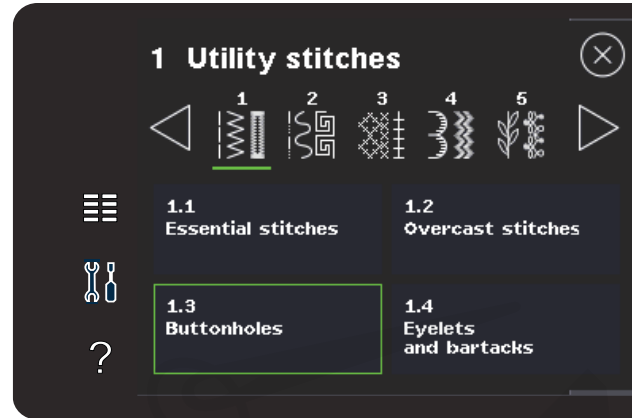 1 Utility stitches
1 2 3 4 5
1.1
Essential stitches
1.2
Overcast stitches
1.3
Buttonholes
1.4
Eyelets
and bartacks
?